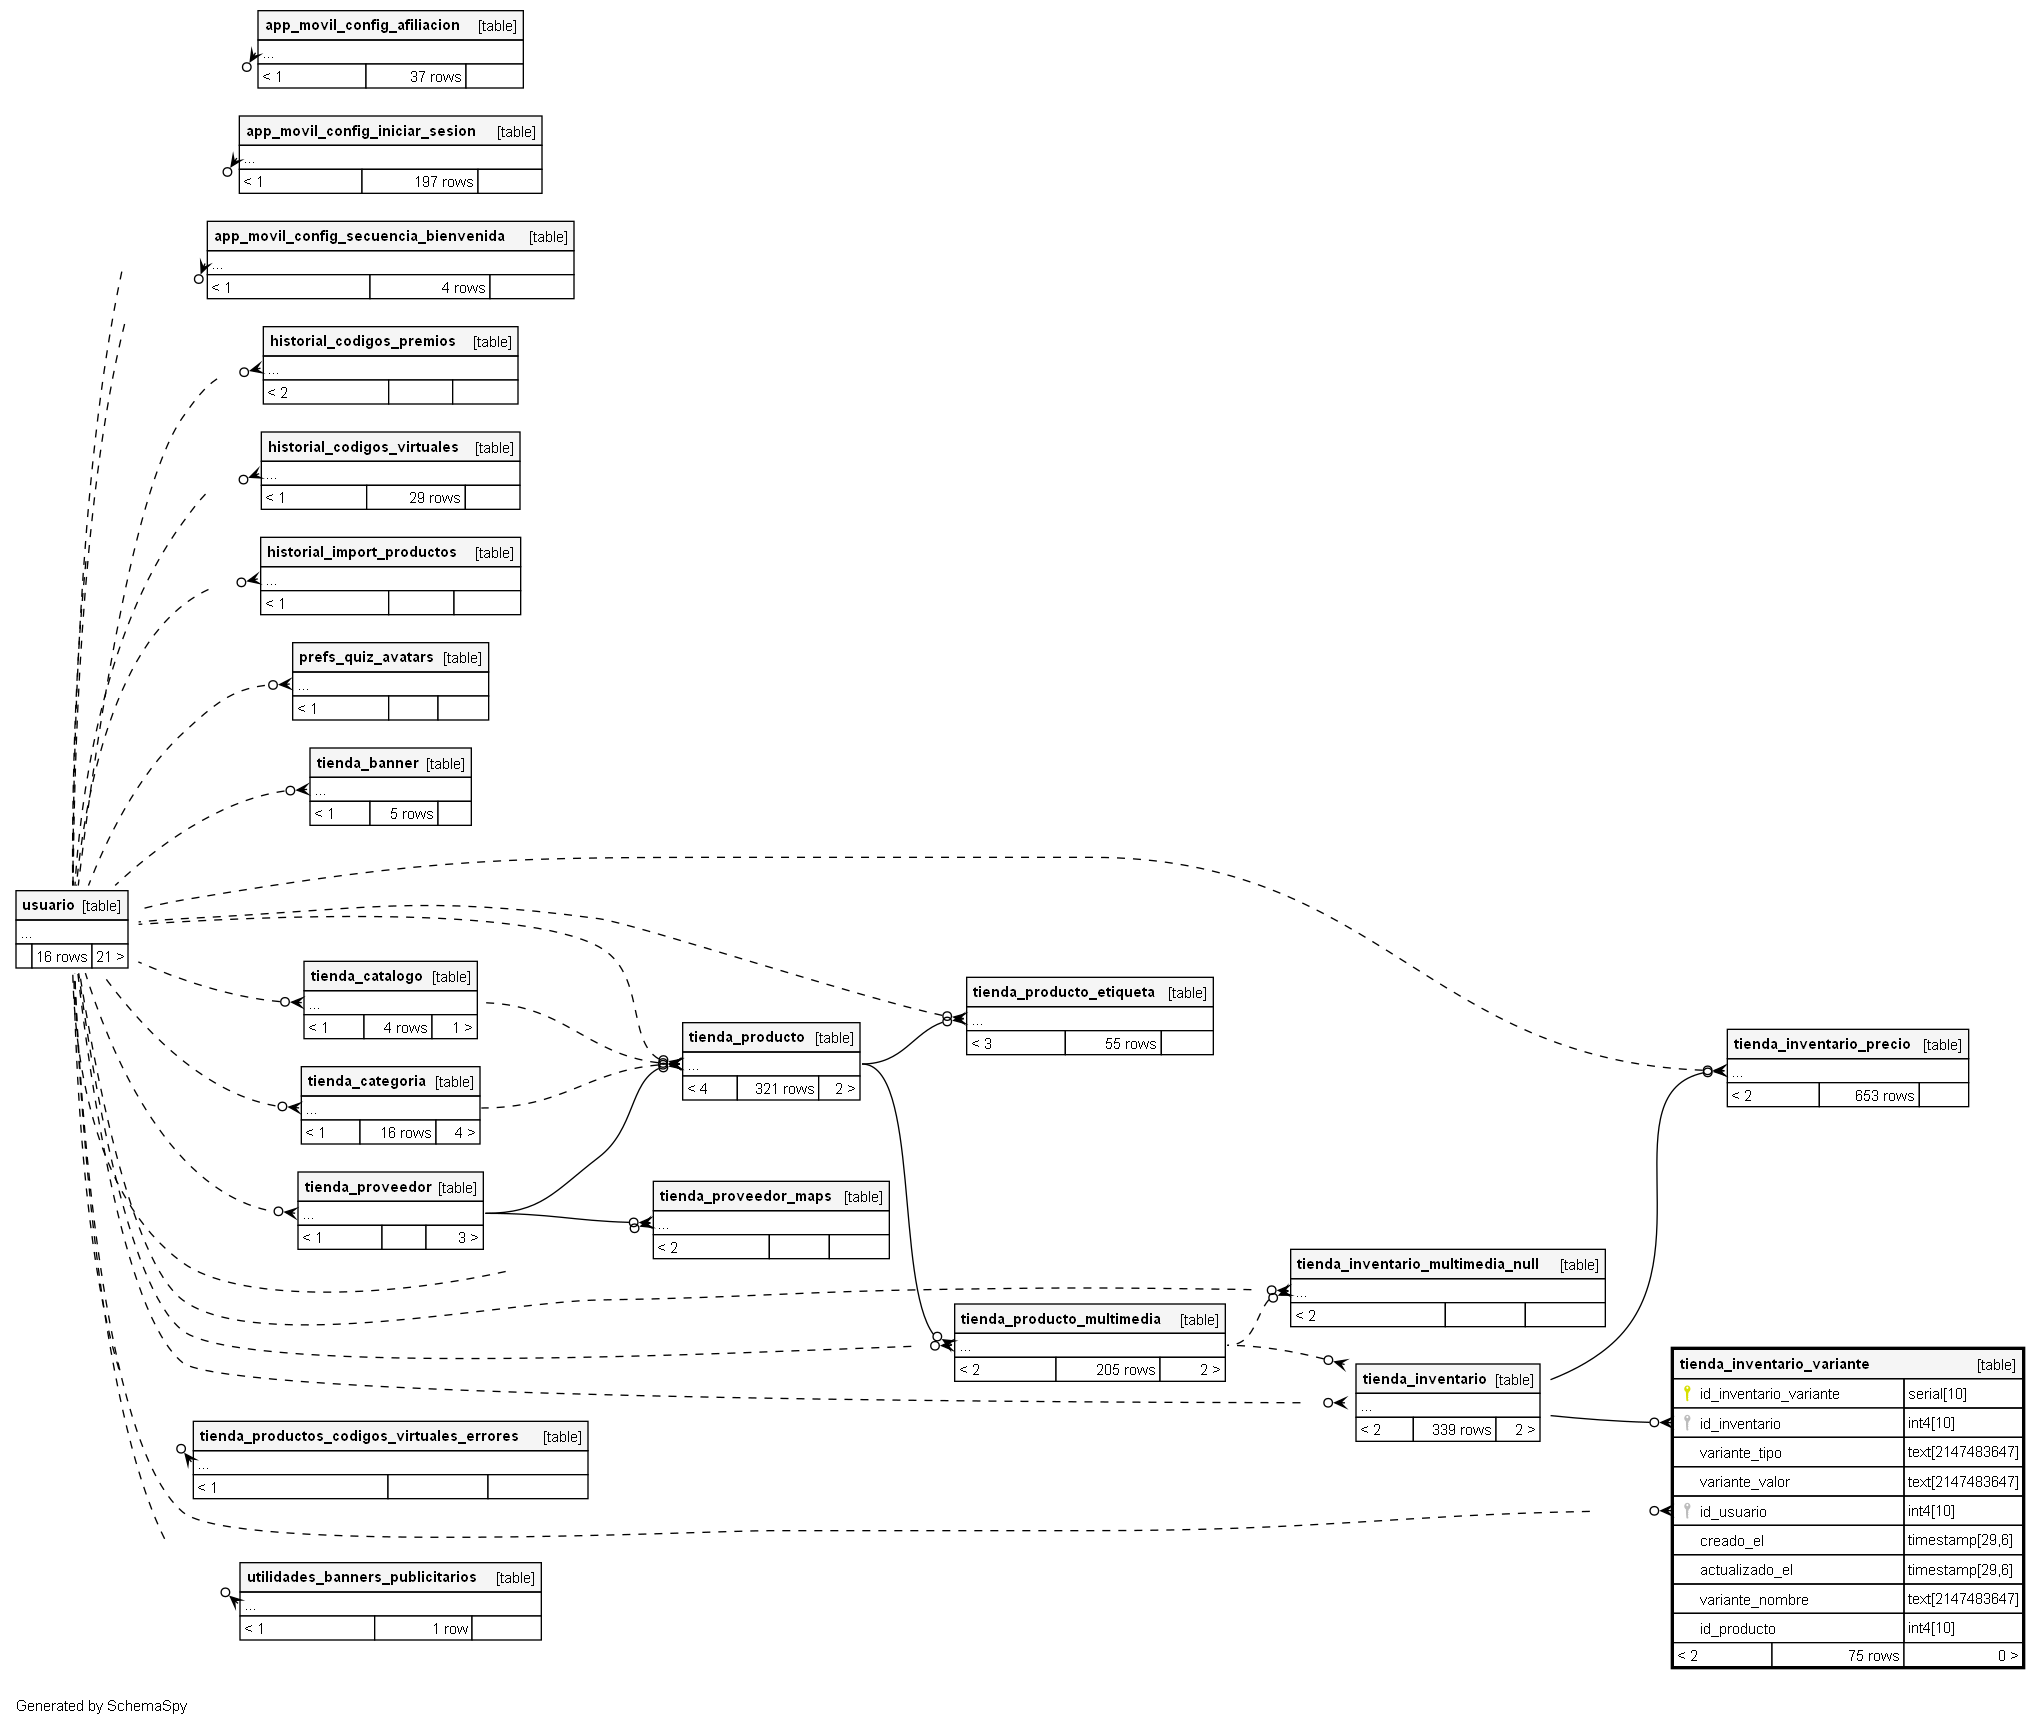 app_movil_config_afiliacion [table]
...
< 1 37 rows
app_movil_config_iniciar_sesion [table]
...
< 1 197 rows
app_movil_config_secuencia_bienvenida [table]
...
< 1 4 rows
historial_codigos_premios [table]
...
< 2
historial_codigos_virtuales [table]
...
< 1 29 rows
historial_import_productos [table]
...
< 1
prefs_quiz_avatars [table]
...
< 1
tienda_banner [table]
...
< 1 5 rows
usuario [table]
...
16 rows 21 >
tienda_catalogo [table]
...
< 1 4 rows 1 >
tienda_categoria [table]
...
< 1 16 rows 4 >
tienda_proveedor [table]
...
< 1 3 >
tienda_producto [table]
...
< 4 321 rows 2 >
tienda_proveedor_maps [table]
...
< 2
tienda_producto_etiqueta [table]
...
< 3 55 rows
tienda_producto_multimedia [table]
...
< 2 205 rows 2 >
tienda_inventario_multimedia_null [table]
...
< 2
tienda_inventario [table]
...
< 2 339 rows 2 >
tienda_inventario_precio [table]
...
< 2 653 rows
tienda_inventario_variante [table]
id_inventario_variante serial[10]
id_inventario int4[10]
variante_tipo text[2147483647]
variante_valor text[2147483647]
id_usuario int4[10]
creado_el timestamp[29,6]
actualizado_el timestamp[29,6]
variante_nombre text[2147483647]
id_producto int4[10]
< 2 75 rows 0 >
tienda_productos_codigos_virtuales_errores [table]
...
< 1
utilidades_banners_publicitarios [table]
...
< 1 1 row
Generated by SchemaSpy